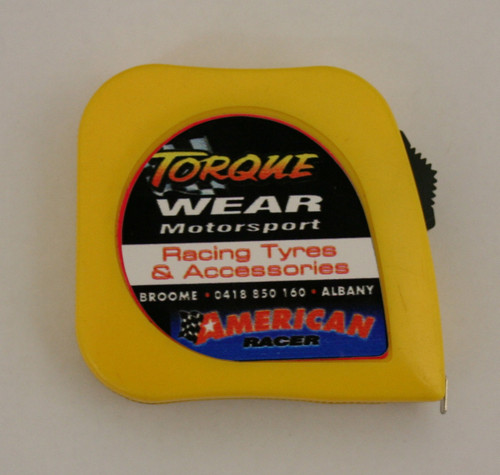 TORQUE
WEAR
Motorsport
Racing Tyres
& Accessories
BROOME • 0418 850 160 • ALBANY
AMERICAN
RACER